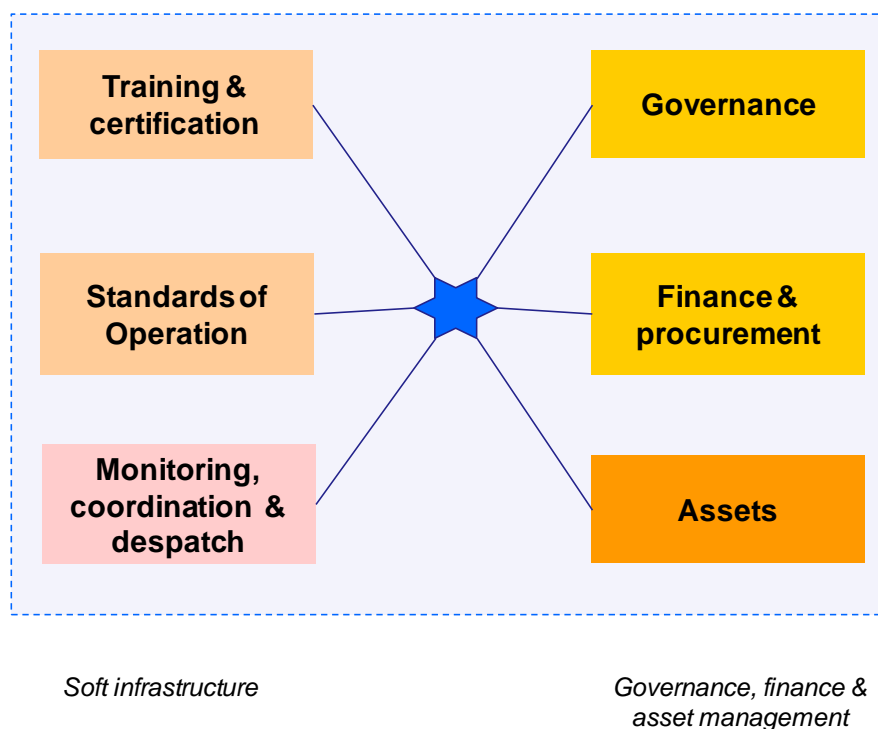 Training &
certification
Governance
Standards of
Operation
Finance &
procurement
Monitoring,
coordination &
despatch
Assets
Soft infrastructure
Governance, finance &
asset management